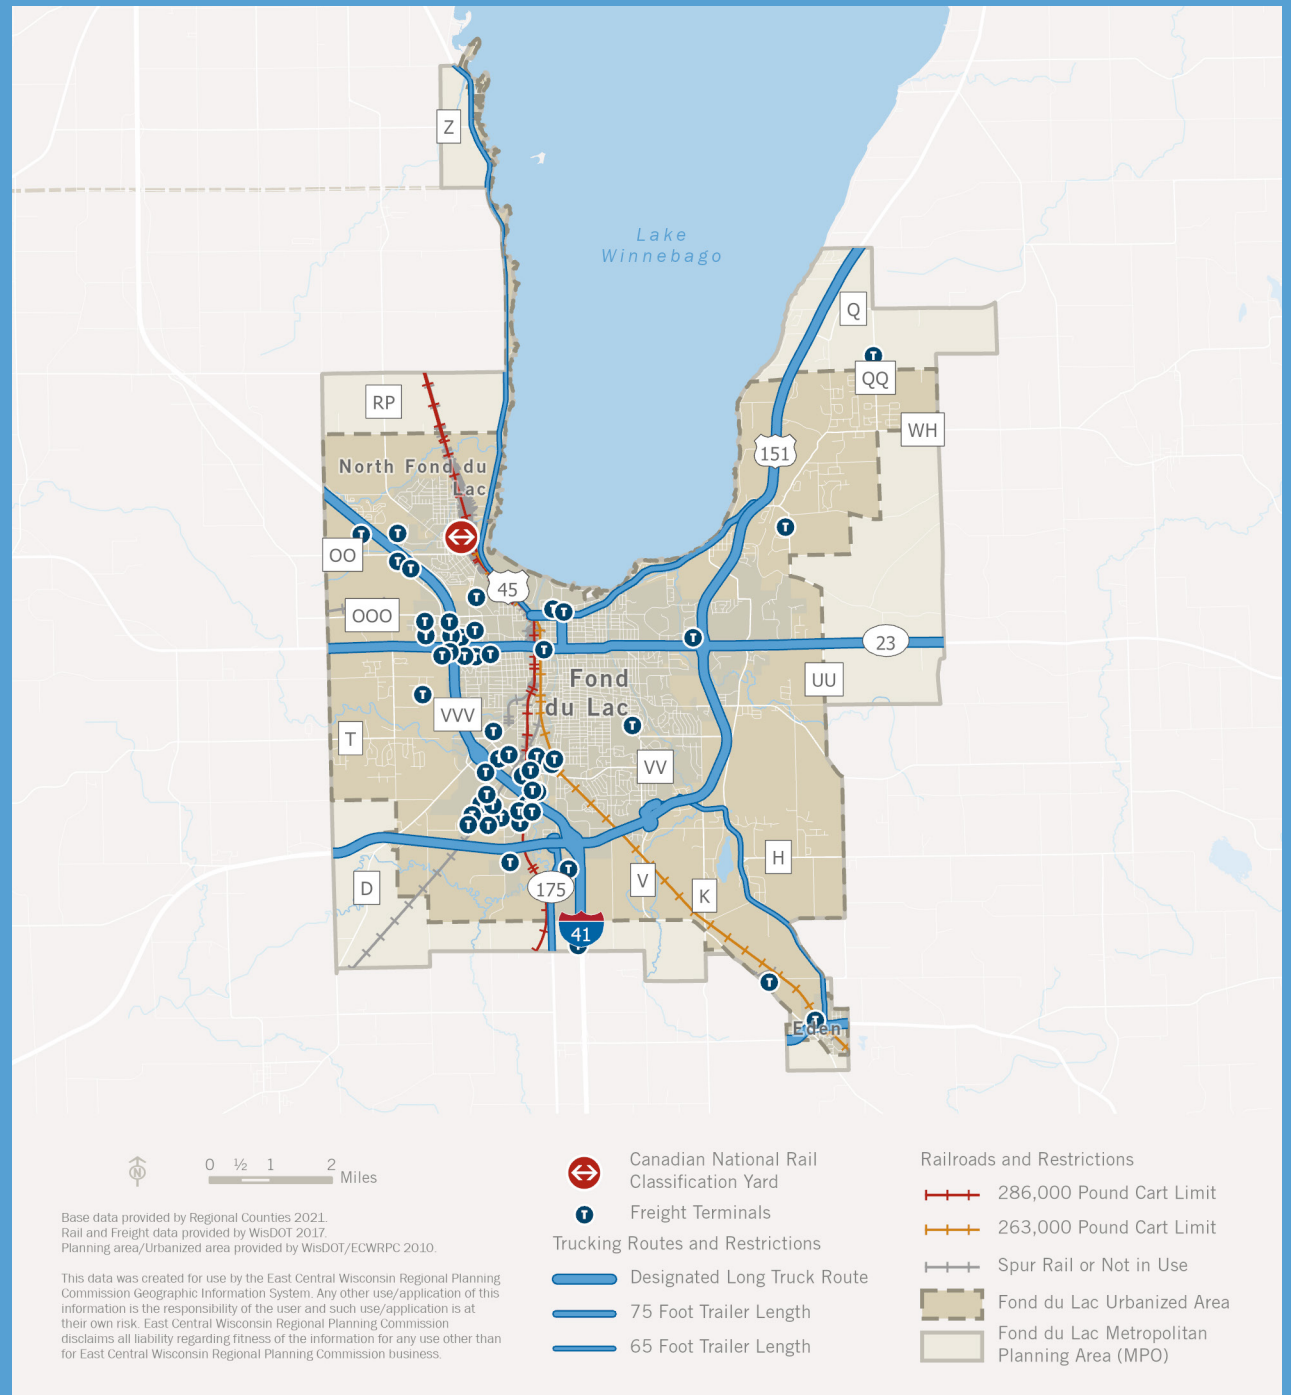 Z
Lake
Winnebago
Q
QQ
RP
WH
151
North Fond du
Lac
OO
45
OOO
23
Fond
du Lac
UU
VVV
T
VV
H
D
175
V
K
41
Eden
T
N
0 ½ 1 2
Miles
Base data provided by Regional Counties 2021.
Rail and Freight data provided by WisDOT 2017.
Planning area/Urbanized area provided by WisDOT/ECWRPC 2010.
This data was created for use by the East Central Wisconsin Regional Planning
Commission Geographic Information System. Any other use/application of this
information is the responsibility of the user and such use/application is at
their own risk. East Central Wisconsin Regional Planning Commission
disclaims all liability regarding fitness of the information for any use other than
for East Central Wisconsin Regional Planning Commission business.
Canadian National Rail
Classification Yard
T Freight Terminals
Trucking Routes and Restrictions
Designated Long Truck Route
75 Foot Trailer Length
65 Foot Trailer Length
Railroads and Restrictions
286,000 Pound Cart Limit
263,000 Pound Cart Limit
Spur Rail or Not in Use
Fond du Lac Urbanized Area
Fond du Lac Metropolitan
Planning Area (MPO)